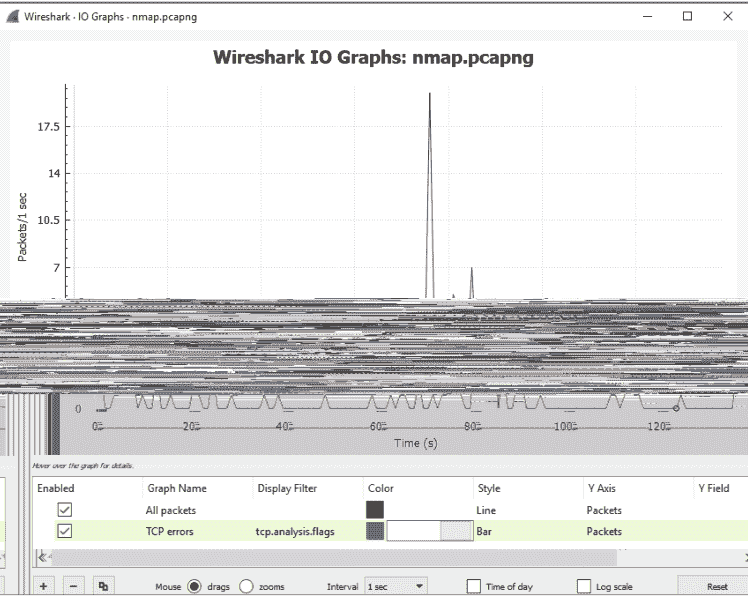 Wireshark · IO Graphs · nmap.pcapng
Wireshark IO Graphs: nmap.pcapng
17.5
14
10.5
7
Packets/1 sec
0
0 20 40 60 80 100 120
Time (s)
Hover over the graph for details.
Enabled Graph Name Display Filter Color Style Y Axis Y Field
All packets Line Packets
TCP errors tcp.analysis.flags Bar Packets
Mouse drags zooms Interval 1 sec Time of day Log scale Reset